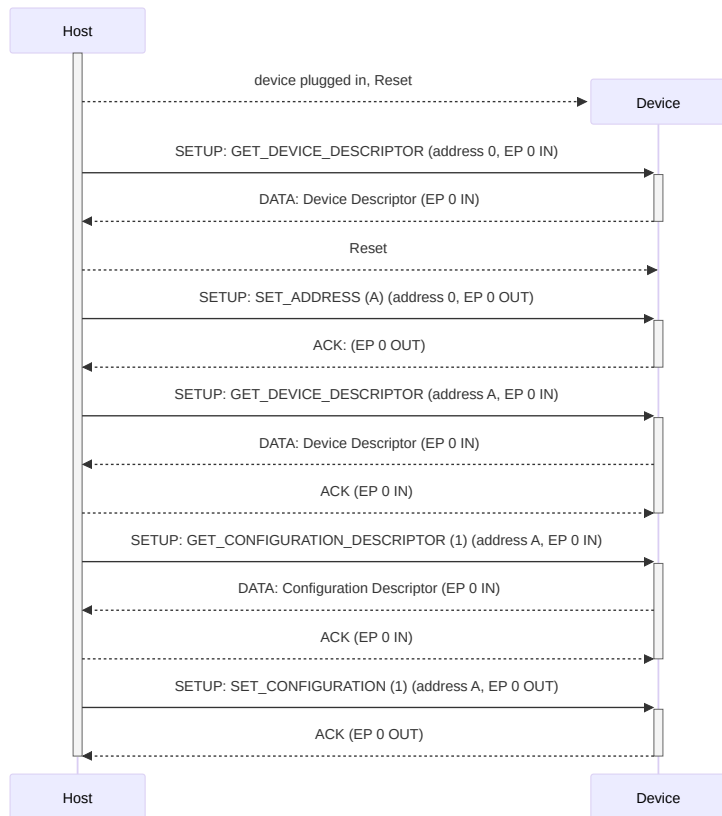 Host
device plugged in, Reset
Device
SETUP: GET_DEVICE_DESCRIPTOR (address 0, EP 0 IN)
DATA: Device Descriptor (EP 0 IN)
Reset
SETUP: SET_ADDRESS (A) (address 0, EP 0 OUT)
ACK: (EP 0 OUT)
SETUP: GET_DEVICE_DESCRIPTOR (address A, EP 0 IN)
DATA: Device Descriptor (EP 0 IN)
ACK (EP 0 IN)
SETUP: GET_CONFIGURATION_DESCRIPTOR (1) (address A, EP 0 IN)
DATA: Configuration Descriptor (EP 0 IN)
ACK (EP 0 IN)
SETUP: SET_CONFIGURATION (1) (address A, EP 0 OUT)
ACK (EP 0 OUT)
Host
Device